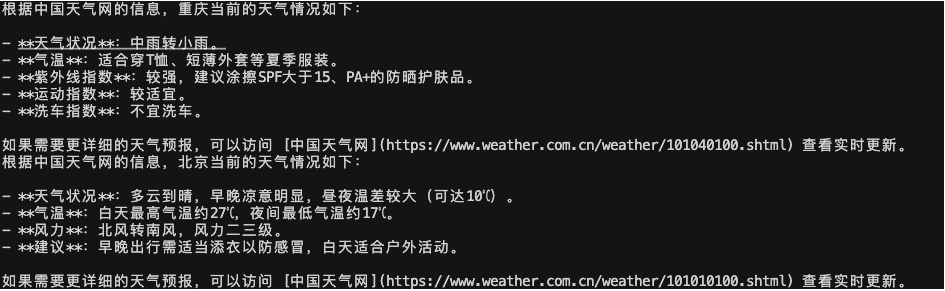 根据中国天气网的信息，重庆当前的天气情况如下：
- **天气状况**: 中雨转小雨。
- **气温**: 适合穿T恤、短薄外套等夏季服装。
- **紫外线指数**: 较强，建议涂擦SPF大于15、PA+的防晒护肤品。
- **运动指数**: 较适宜。
- **洗车指数**: 不宜洗车。
如果需要更详细的天气预报，可以访问 [中国天气网](https://www.weather.com.cn/weather/101040100.shtml) 查看实时更新。
根据中国天气网的信息，北京当前的天气情况如下：
- **天气状况**: 多云到晴，早晚凉意明显，昼夜温差较大（可达10℃）。
- **气温**: 白天最高气温约27℃，夜间最低气温约17℃。
- **风力**: 北风转南风，风力二三级。
- **建议**: 早晚出行需适当添衣以防感冒，白天适合户外活动。
如果需要更详细的天气预报，可以访问 [中国天气网](https://www.weather.com.cn/weather/101010100.shtml) 查看实时更新。